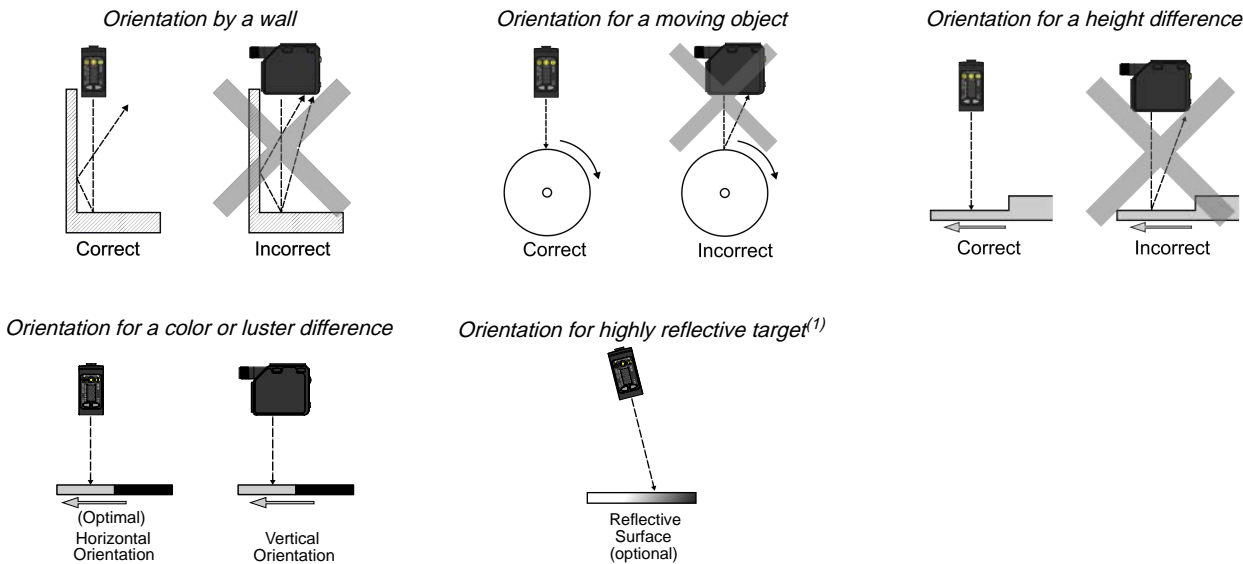 Orientation by a wall
Orientation for a moving object
Orientation for a height difference
Correct
Incorrect
Correct
Incorrect
Correct
Incorrect
Orientation for a color or luster difference
Orientation for highly reflective target(1)
(Optimal)
Horizontal
Orientation
Vertical
Orientation
Reflective
Surface
(optional)